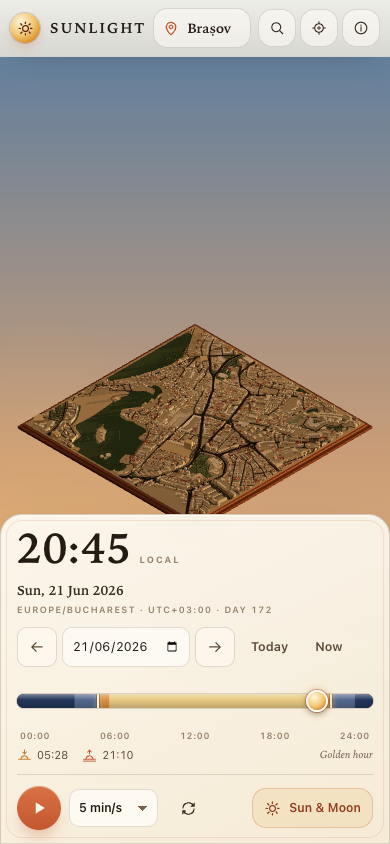 SUNLIGHT Brașov
20:45 LOCAL
Sun, 21 Jun 2026
EUROPE/BUCHAREST · UTC+03:00 · DAY 172
21/06/2026 Today Now
00:00 06:00 12:00 18:00 24:00
05:28 21:10 Golden hour
5 min/s Sun & Moon